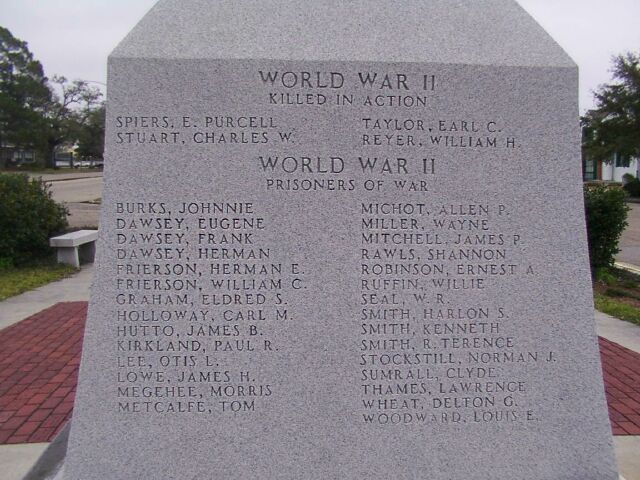 WORLD WAR II
KILLED IN ACTION
SPIERS, E. PURCELL
STUART, CHARLES W.
TAYLOR, EARL C.
REYER, WILLIAM H.
WORLD WAR II
PRISONERS OF WAR
BURKS, JOHNNIE
DAWSEY, EUGENE
DAWSEY, FRANK
DAWSEY, HERMAN
FRIERSON, HERMAN E.
FRIERSON, WILLIAM C.
GRAHAM, ELDRED S.
HOLLOWAY, CARL M.
HUTTO, JAMES B.
KIRKLAND, PAUL R.
LEE, OTIS L.
LOWE, JAMES H.
MEGEHEE, MORRIS
METCALFE, TOM
MICHOT, ALLEN P.
MILLER, WAYNE
MITCHELL, JAMES P.
RAWLS, SHANNON
ROBINSON, ERNEST A.
RUFFIN, WILLIE
SEAL, W. R.
SMITH, HARLON S.
SMITH, KENNETH
SMITH, R. TERENCE
STOCKSTILL, NORMAN J.
SUMRALL, CLYDE
THAMES, LAWRENCE
WHEAT, DELTON G.
WOODWARD, LOUIS E.